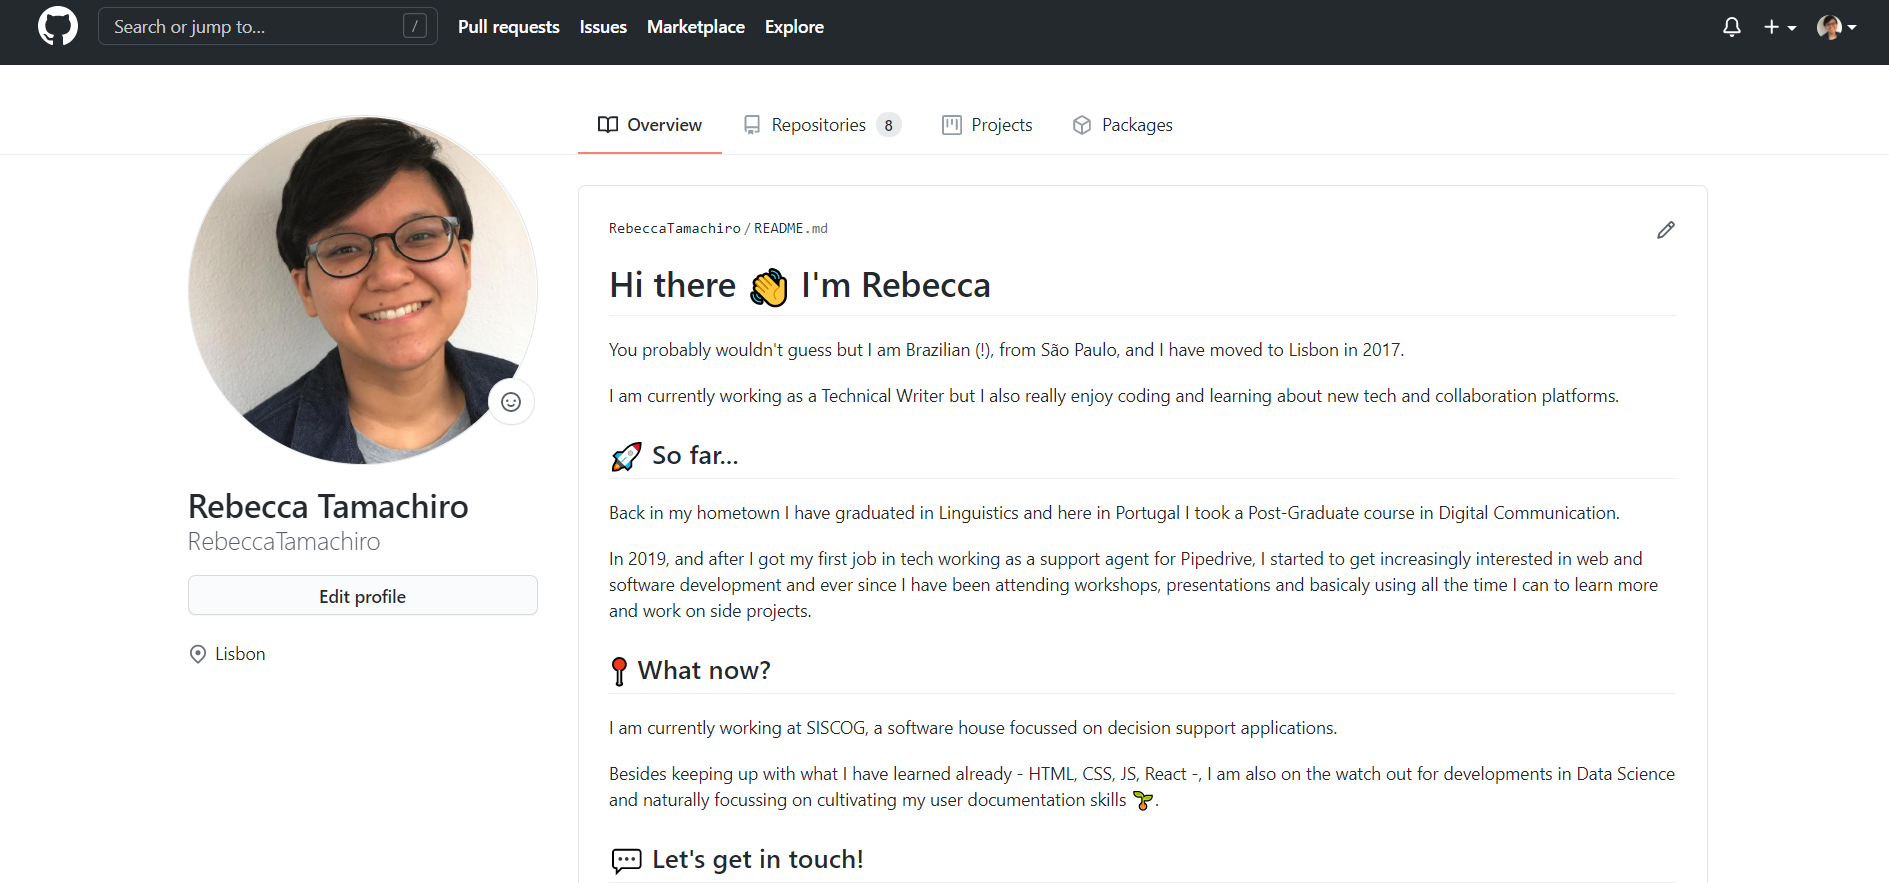 Search or jump to... /
Pull requests Issues Marketplace Explore
Overview Repositories 8 Projects Packages
Rebecca Tamachiro
RebeccaTamachiro
Edit profile
Lisbon
RebeccaTamachiro / README.md
Hi there 👋 I'm Rebecca
You probably wouldn't guess but I am Brazilian (!), from São Paulo, and I have moved to Lisbon in 2017.
I am currently working as a Technical Writer but I also really enjoy coding and learning about new tech and collaboration platforms.
🚀 So far...
Back in my hometown I have graduated in Linguistics and here in Portugal I took a Post-Graduate course in Digital Communication.
In 2019, and after I got my first job in tech working as a support agent for Pipedrive, I started to get increasingly interested in web and
software development and ever since I have been attending workshops, presentations and basicaly using all the time I can to learn more
and work on side projects.
📍 What now?
I am currently working at SISCOG, a software house focussed on decision support applications.
Besides keeping up with what I have learned already - HTML, CSS, JS, React -, I am also on the watch out for developments in Data Science
and naturally focussing on cultivating my user documentation skills 🌱.
💬 Let's get in touch!